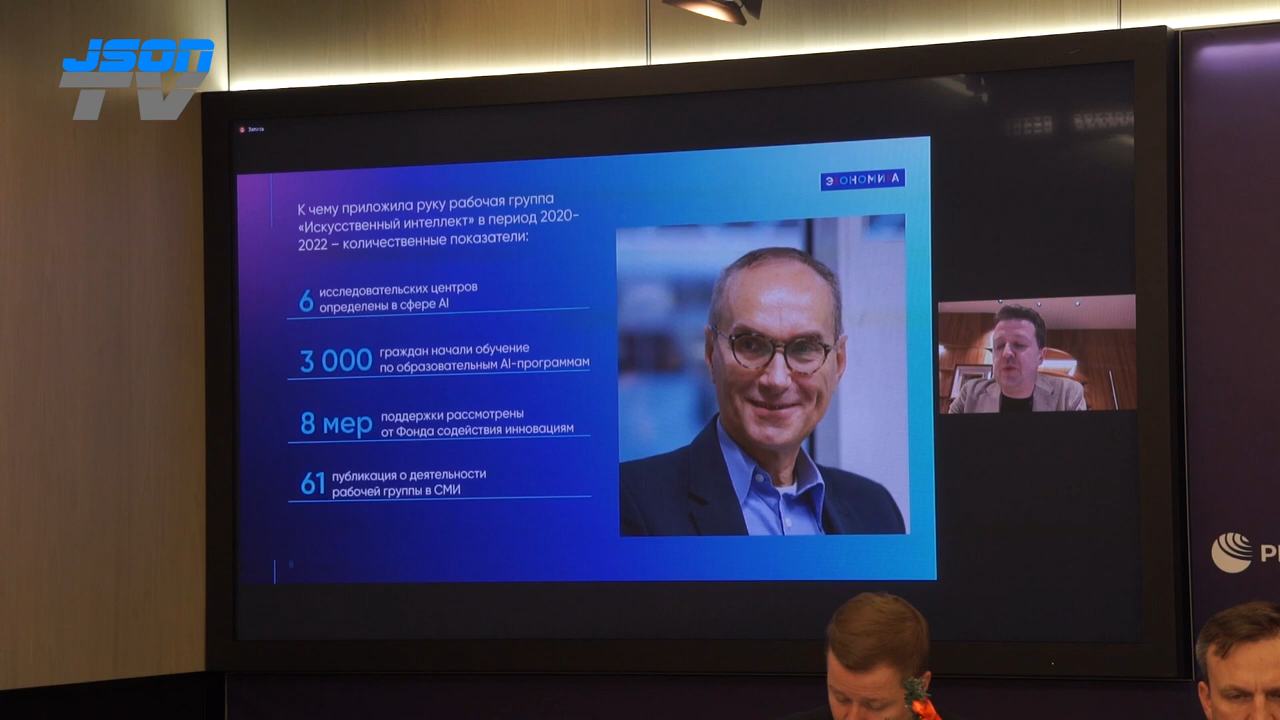 JSON
TV
Запись
ЭКОНОМИКА
К чему приложила руку рабочая группа
«Искусственный интеллект» в период 2020-
2022 – количественные показатели:
6 исследовательских центров
определены в сфере AI
3 000 граждан начали обучение
по образовательным AI-программам
8 мер поддержки рассмотрены
от Фонда содействия инновациям
61 публикация о деятельности
рабочей группы в СМИ